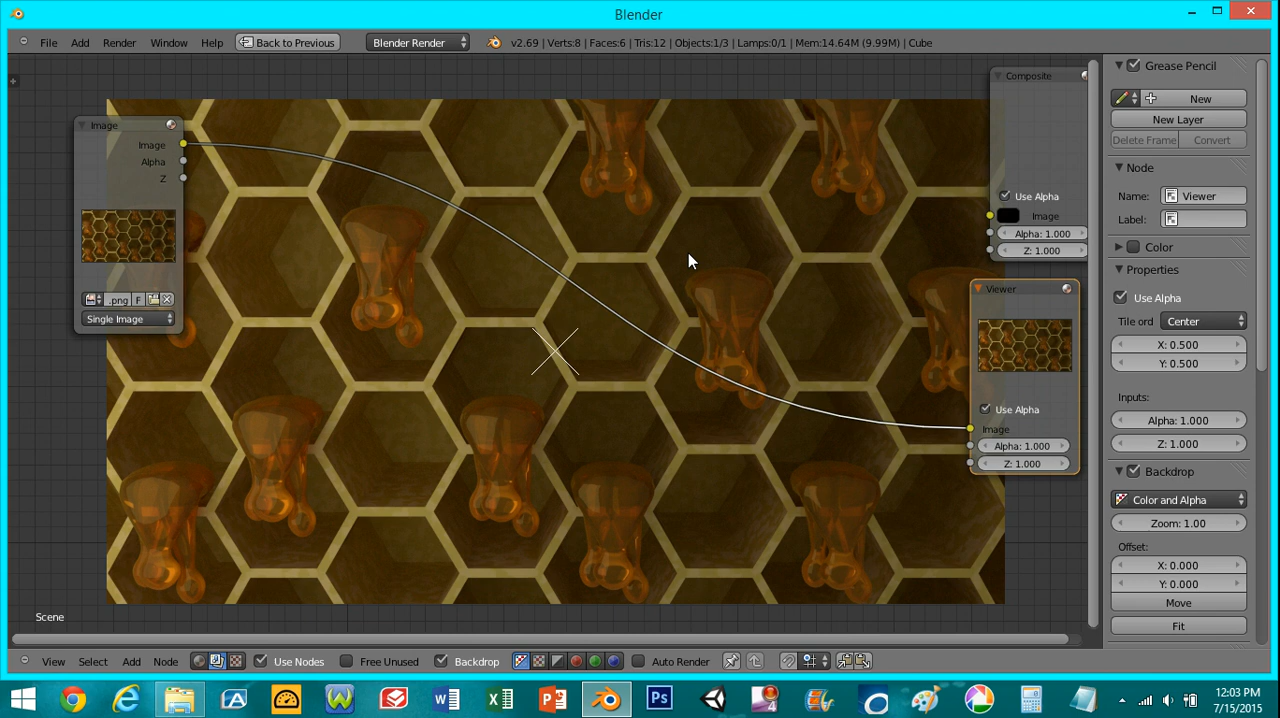 Blender
File Add Render Window Help Back to Previous Blender Render v2.69 | Verts:8 | Faces:6 | Tris:12 | Objects:1/3 | Lamps:0/1 | Mem:14.64M (9.99M) | Cube
Image
Image
Alpha
Z
.png F
Single Image
Composite
Use Alpha
Image
Alpha: 1.000
Z: 1.000
Viewer
Use Alpha
Image
Alpha: 1.000
Z: 1.000
Grease Pencil
New
New Layer
Delete Frame Convert
Node
Name: Viewer
Label:
Color
Properties
Use Alpha
Tile ord Center
X: 0.500
Y: 0.500
Inputs:
Alpha: 1.000
Z: 1.000
Backdrop
Color and Alpha
Zoom: 1.00
Offset:
X: 0.000
Y: 0.000
Move
Fit
Scene
View Select Add Node Use Nodes Free Unused Backdrop Auto Render
12:03 PM
7/15/2015